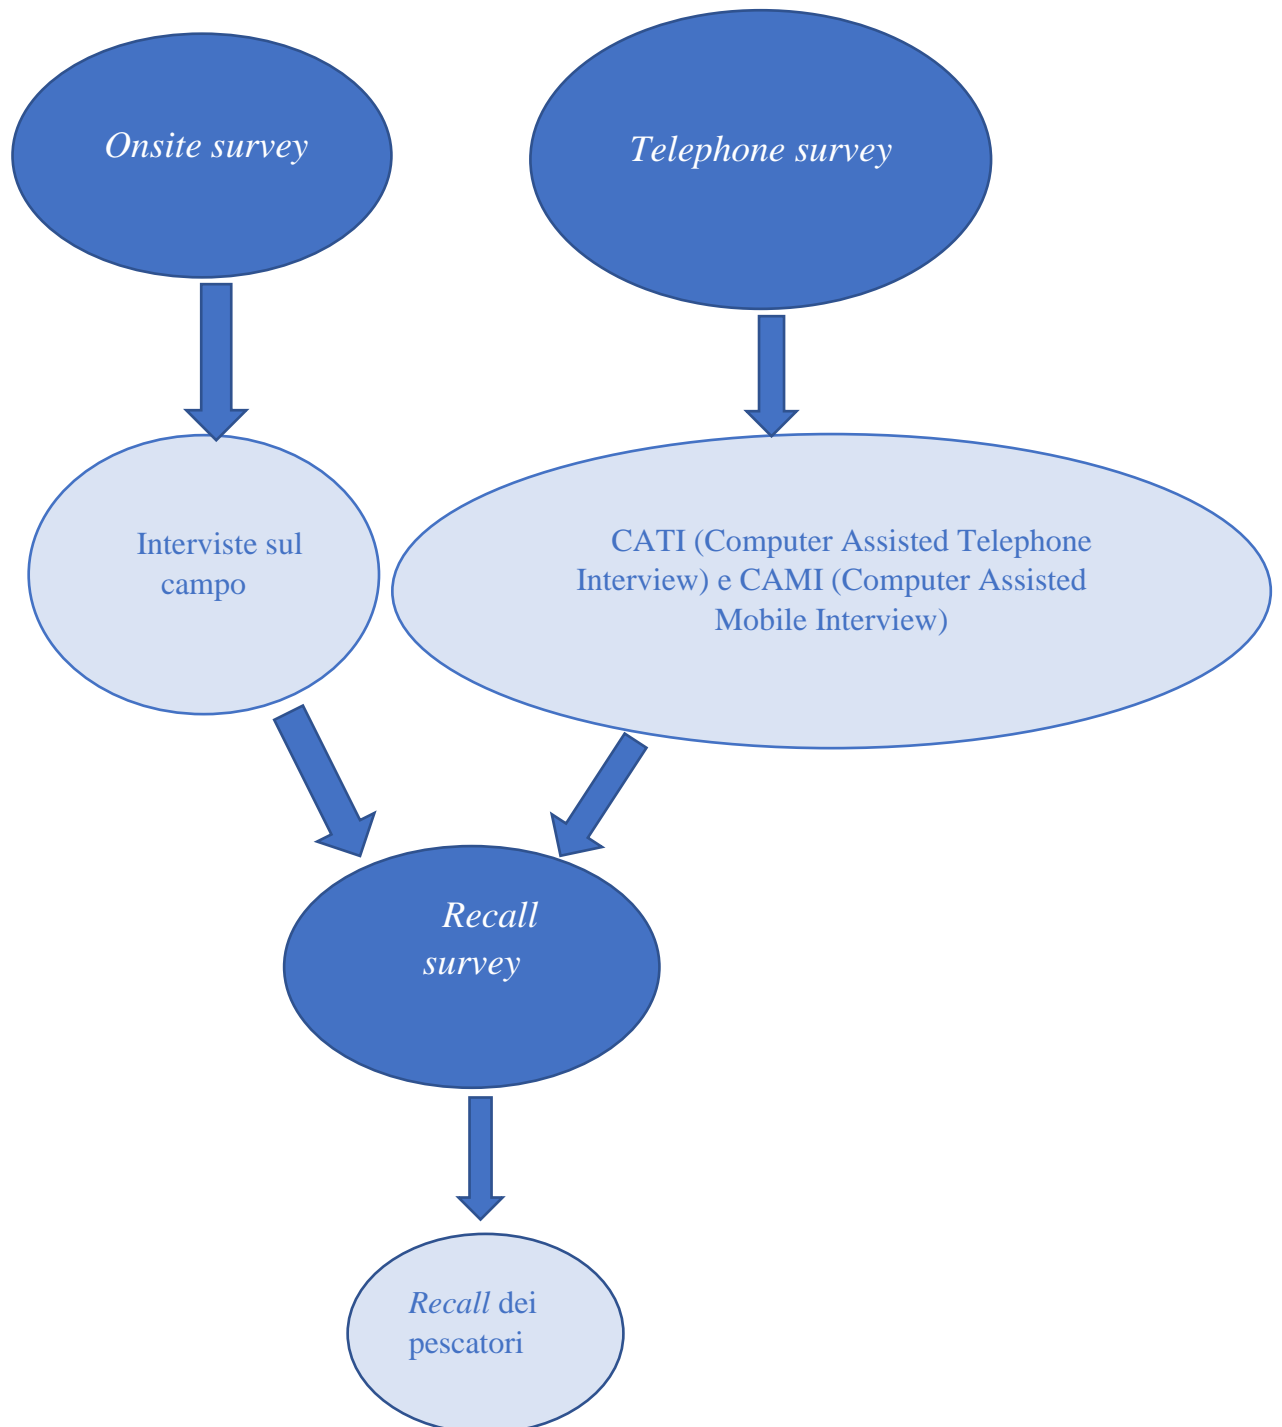 Onsite survey
Telephone survey
Interviste sul
campo
CATI (Computer Assisted Telephone
Interview) e CAMI (Computer Assisted
Mobile Interview)
Recall
survey
Recall dei
pescatori